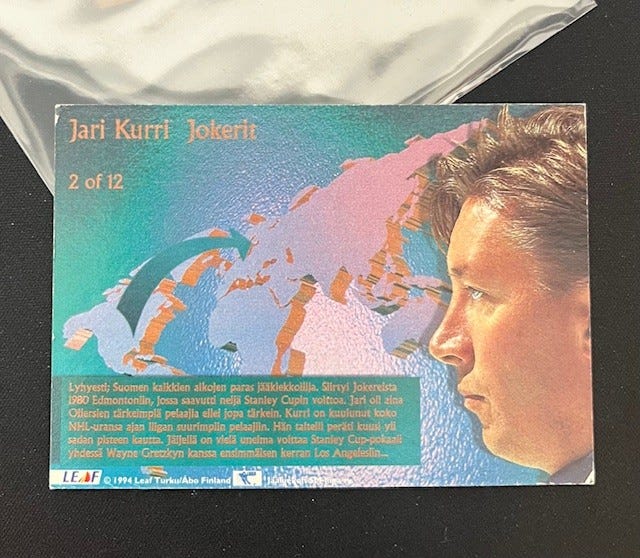 Jari Kurri Jokerit
2 of 12
Lyhyesti; Suomen kaikkien aikojen paras jääkiekkoilija. Siirtyi Jokereista
1980 Edmontoniin, jossa saavutti neljä Stanley Cupin voittoa. Jari oli aina
Oilersien tärkeimpiä pelaajia ellei jopa tärkein. Kurri on kuulunut koko
NHL-uransa ajan liigan suurimpiin pelaajiin. Hän taiteili peräti kuusi yli
sadan pisteen kautta. Jäljellä on vielä unelma voittaa Stanley Cup-pokaali
yhdessä Wayne Gretzkyn kanssa ensimmäisen kerran Los Angelesiin...
LEAF © 1994 Leaf Turku/Åbo Finland